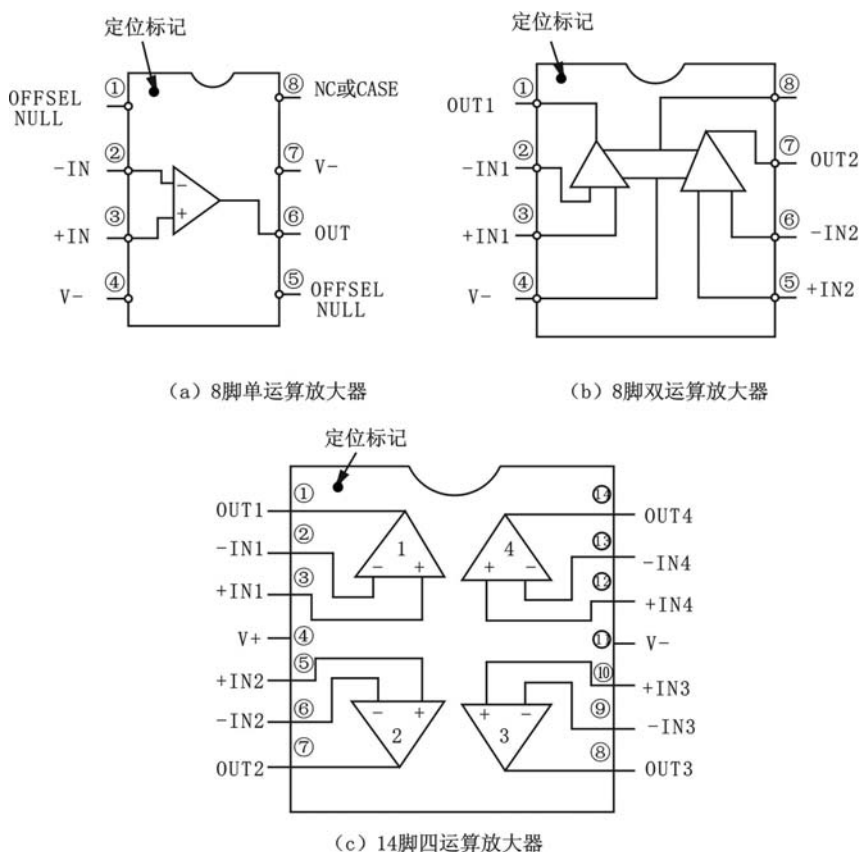 定位标记
①
OFFSEL
NULL
②
-IN
③
+IN
④
V-
⑧ NC或CASE
⑦
V-
⑥
OUT
⑤
OFFSEL
NULL
-
+
(a) 8脚单运算放大器
定位标记
①
OUT1
②
-IN1
③
+IN1
④
V-
⑧
⑦
OUT2
⑥
-IN2
⑤
+IN2
(b) 8脚双运算放大器
定位标记
①
OUT1
②
-IN1
③
+IN1
V+ ④
⑤
+IN2
⑥
-IN2
⑦
OUT2
1
- +
4
+ -
- +
2
+ -
3
⑭
OUT4
⑬
-IN4
⑫
+IN4
⑪
V-
⑩
+IN3
⑨
-IN3
⑧
OUT3
(c) 14脚四运算放大器